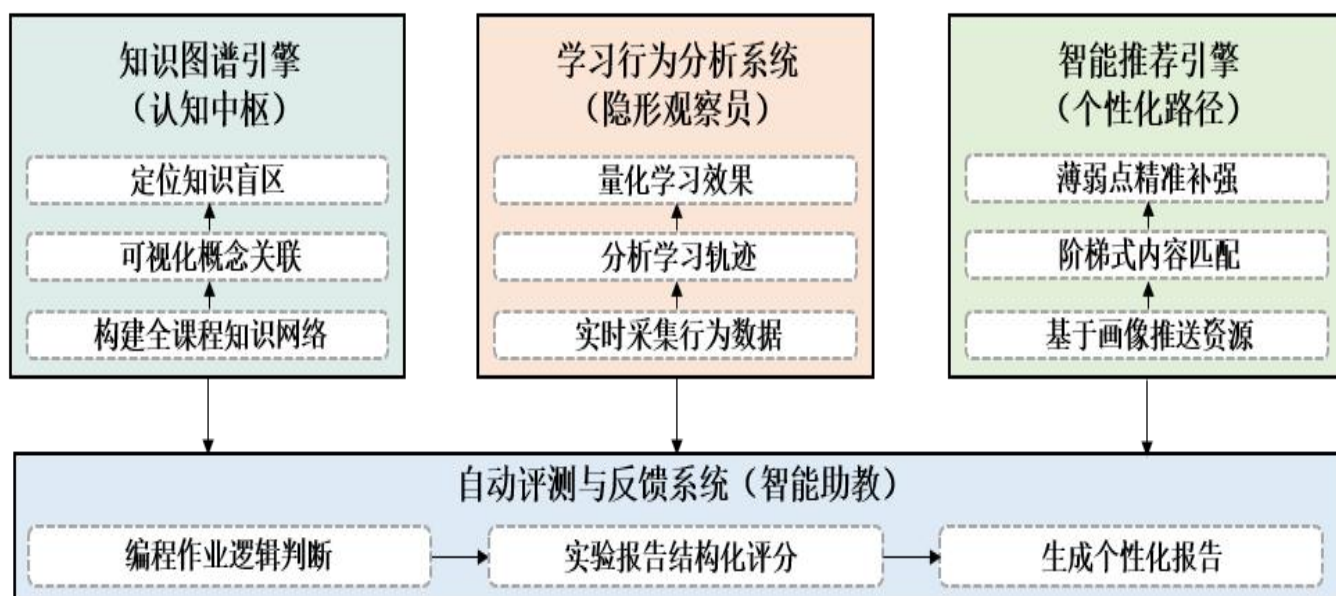 知识图谱引擎
（认知中枢）
定位知识盲区
可视化概念关联
构建全课程知识网络
学习行为分析系统
（隐形观察员）
量化学习效果
分析学习轨迹
实时采集行为数据
智能推荐引擎
（个性化路径）
薄弱点精准补强
阶梯式内容匹配
基于画像推送资源
自动评测与反馈系统（智能助教）
编程作业逻辑判断
实验报告结构化评分
生成个性化报告